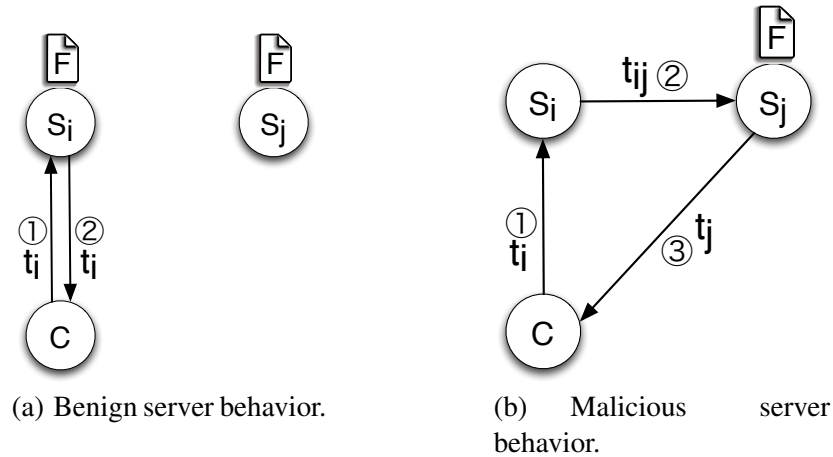 F
F
Si
Sj
① ②
ti ti
C
(a) Benign server behavior.
F
Si
tij ②
Sj
①
ti
③ tj
C
(b) Malicious server
behavior.